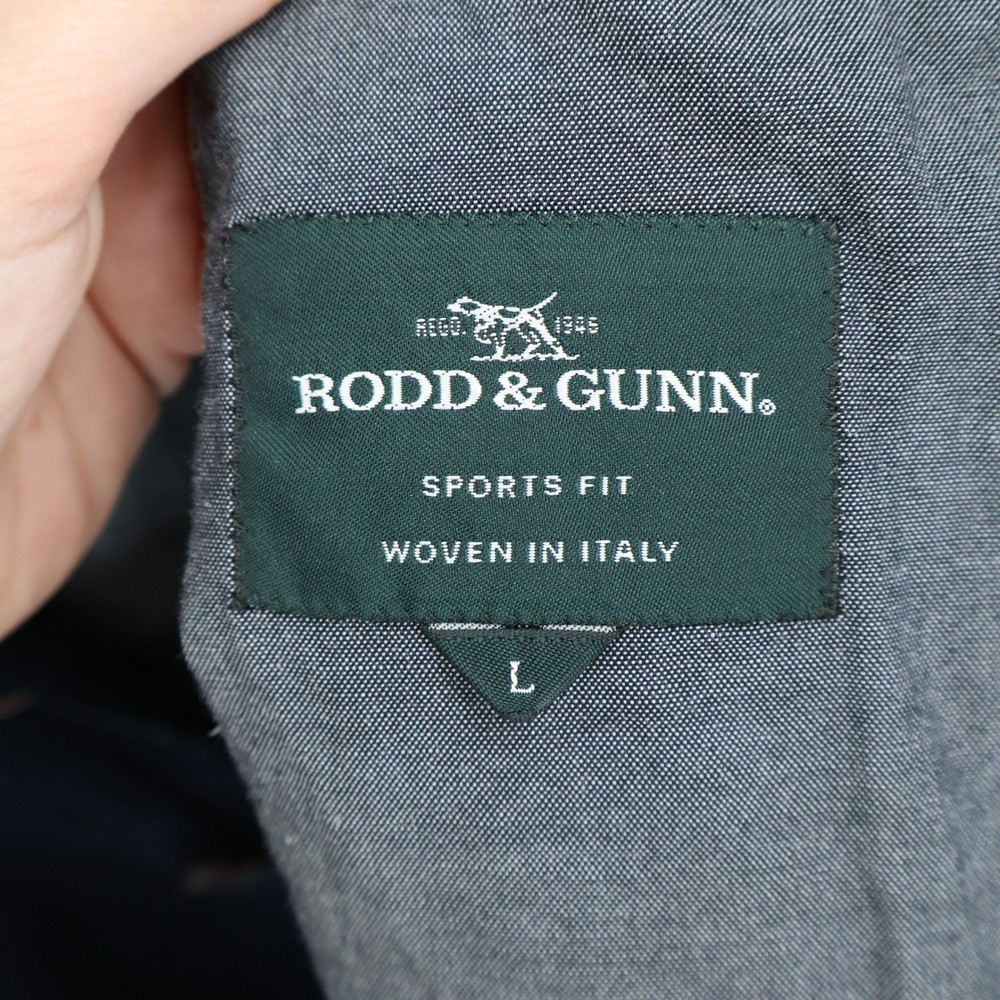 REGD. 1946
RODD & GUNN®
SPORTS FIT
WOVEN IN ITALY
L